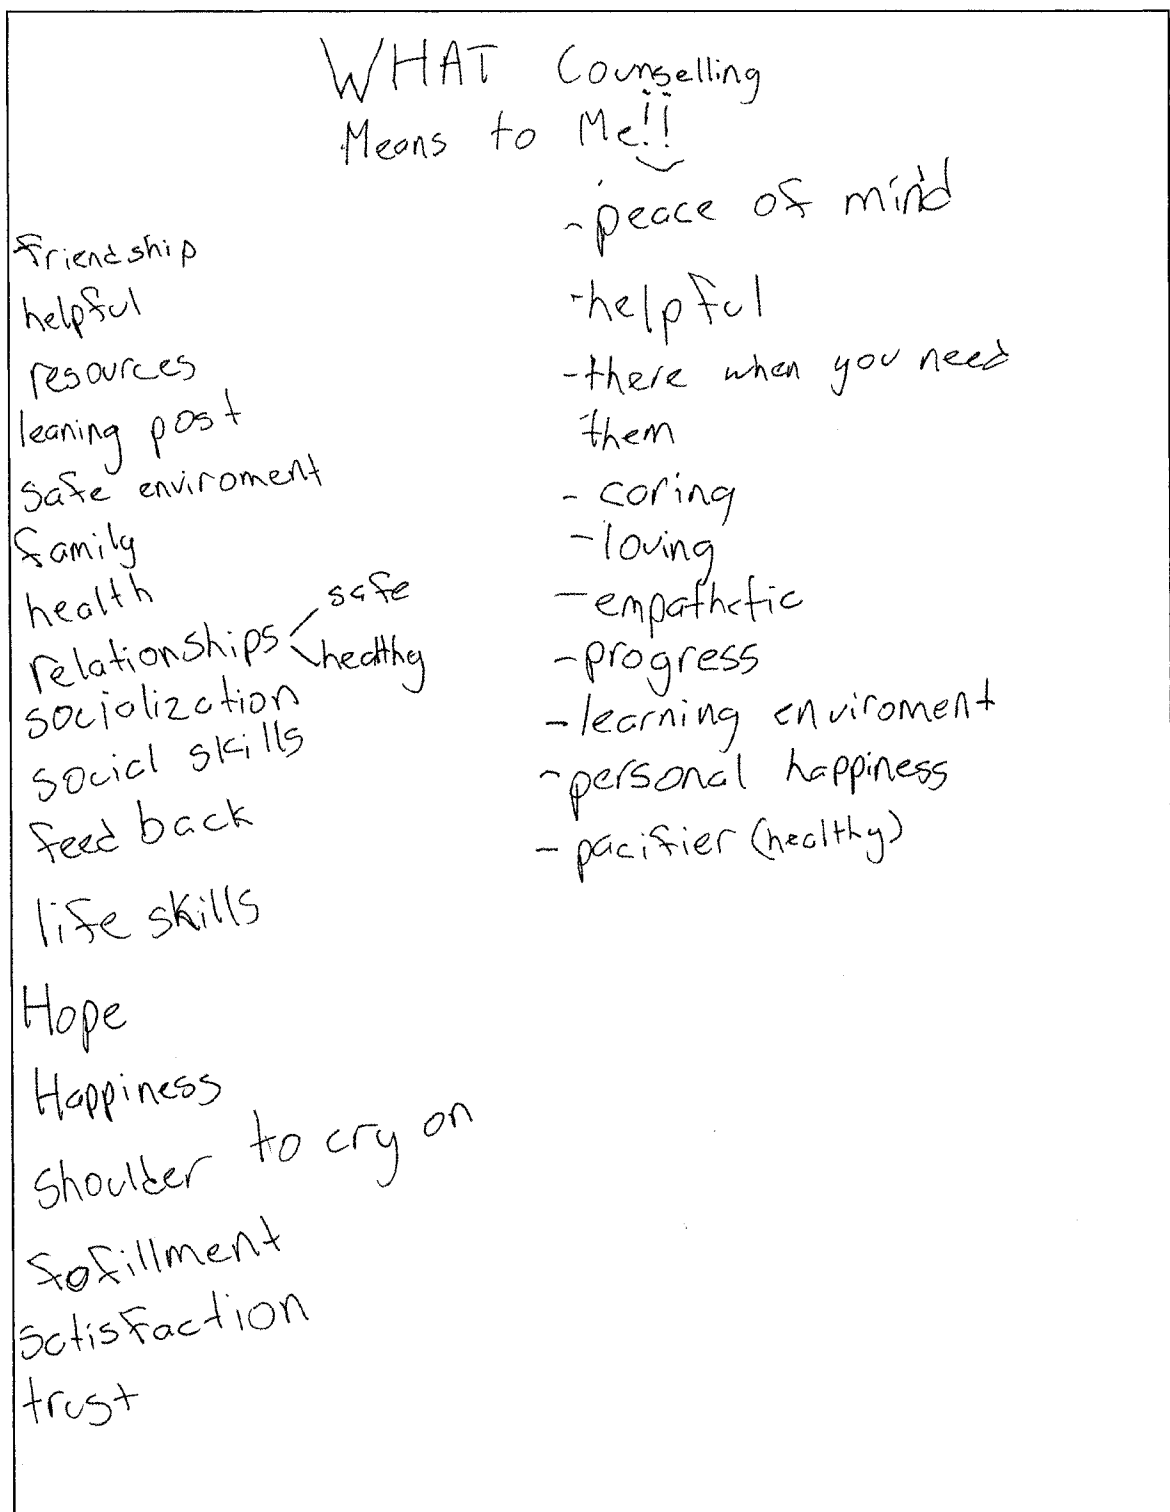 WHAT Counselling
Means to Me!!
friendship
helpful
resources
leaning post
safe enviroment
family
health
relationships
safe
healthy
socialization
social skills
feed back
life skills
Hope
Happiness
Shoulder to cry on
fofillment
satisfaction
trust
- peace of mind
- helpful
- there when you need
them
- caring
- loving
- empathetic
- progress
- learning enviroment
- personal happiness
- pacifier (healthy)